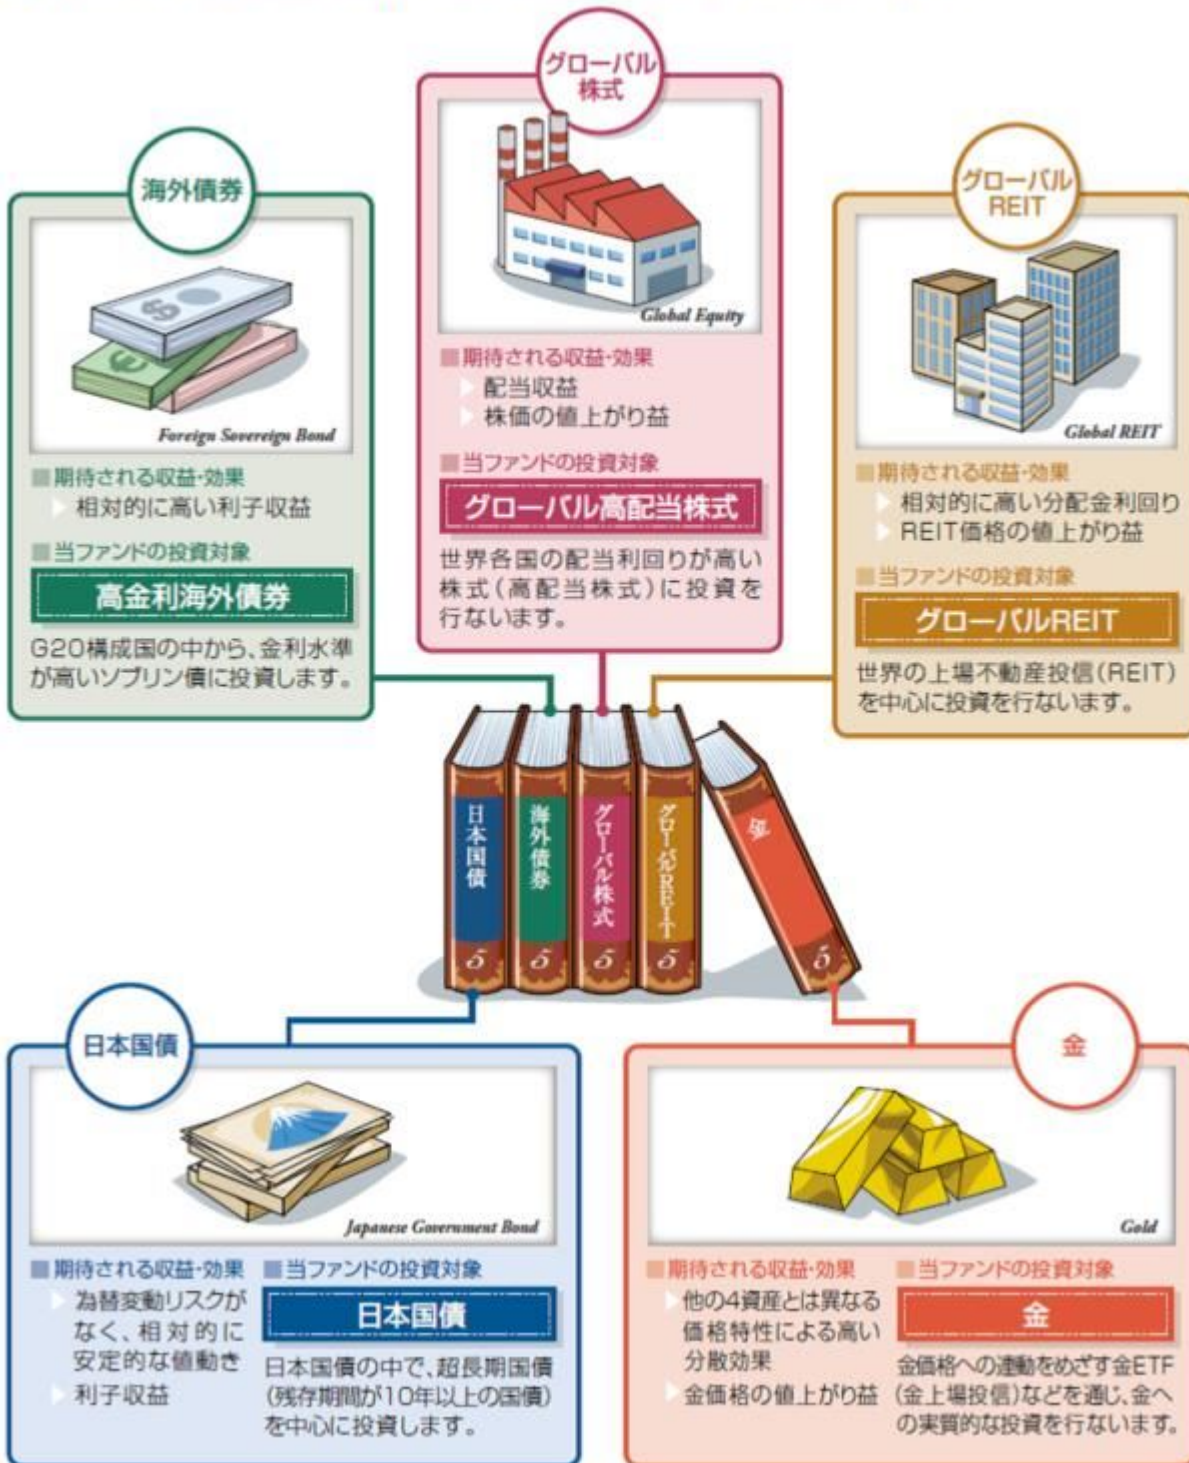 グローバル
株式
Global Equity
■期待される収益・効果
配当収益
株価の値上がり益
■当ファンドの投資対象
グローバル高配当株式
世界各国の配当利回りが高い
株式(高配当株式)に投資を
行ないます。
海外債券
Foreign Sovereign Bond
■期待される収益・効果
相対的に高い利子収益
■当ファンドの投資対象
高金利海外債券
G20構成国の中から、金利水準
が高いソブリン債に投資します。
グローバル
REIT
Global REIT
■期待される収益・効果
相対的に高い分配金利回り
REIT価格の値上がり益
■当ファンドの投資対象
グローバルREIT
世界の上場不動産投信(REIT)
を中心に投資を行ないます。
日本国債
海外債券
グローバル株式
グローバルREIT
金
5
5
5
5
5
日本国債
Japanese Government Bond
■期待される収益・効果
為替変動リスクが
なく、相対的に
安定的な値動き
利子収益
■当ファンドの投資対象
日本国債
日本国債の中で、超長期国債
(残存期間が10年以上の国債)
を中心に投資します。
金
Gold
■期待される収益・効果
他の4資産とは異なる
価格特性による高い
分散効果
金価格の値上がり益
■当ファンドの投資対象
金
金価格への連動をめざす金ETF
(金上場投信)などを通じ、金へ
の実質的な投資を行ないます。